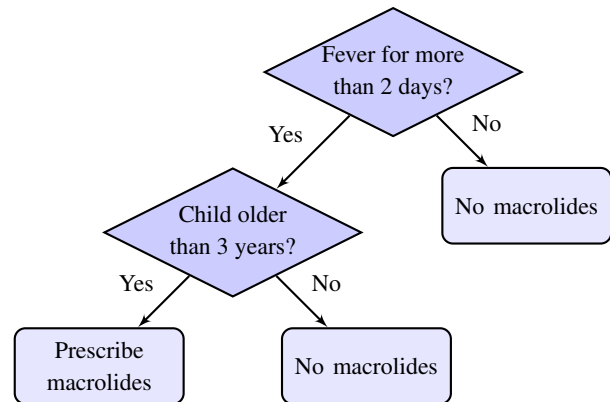 Fever for more
than 2 days?
Yes
No
No macrolides
Child older
than 3 years?
Yes
No
Prescribe
macrolides
No macrolides